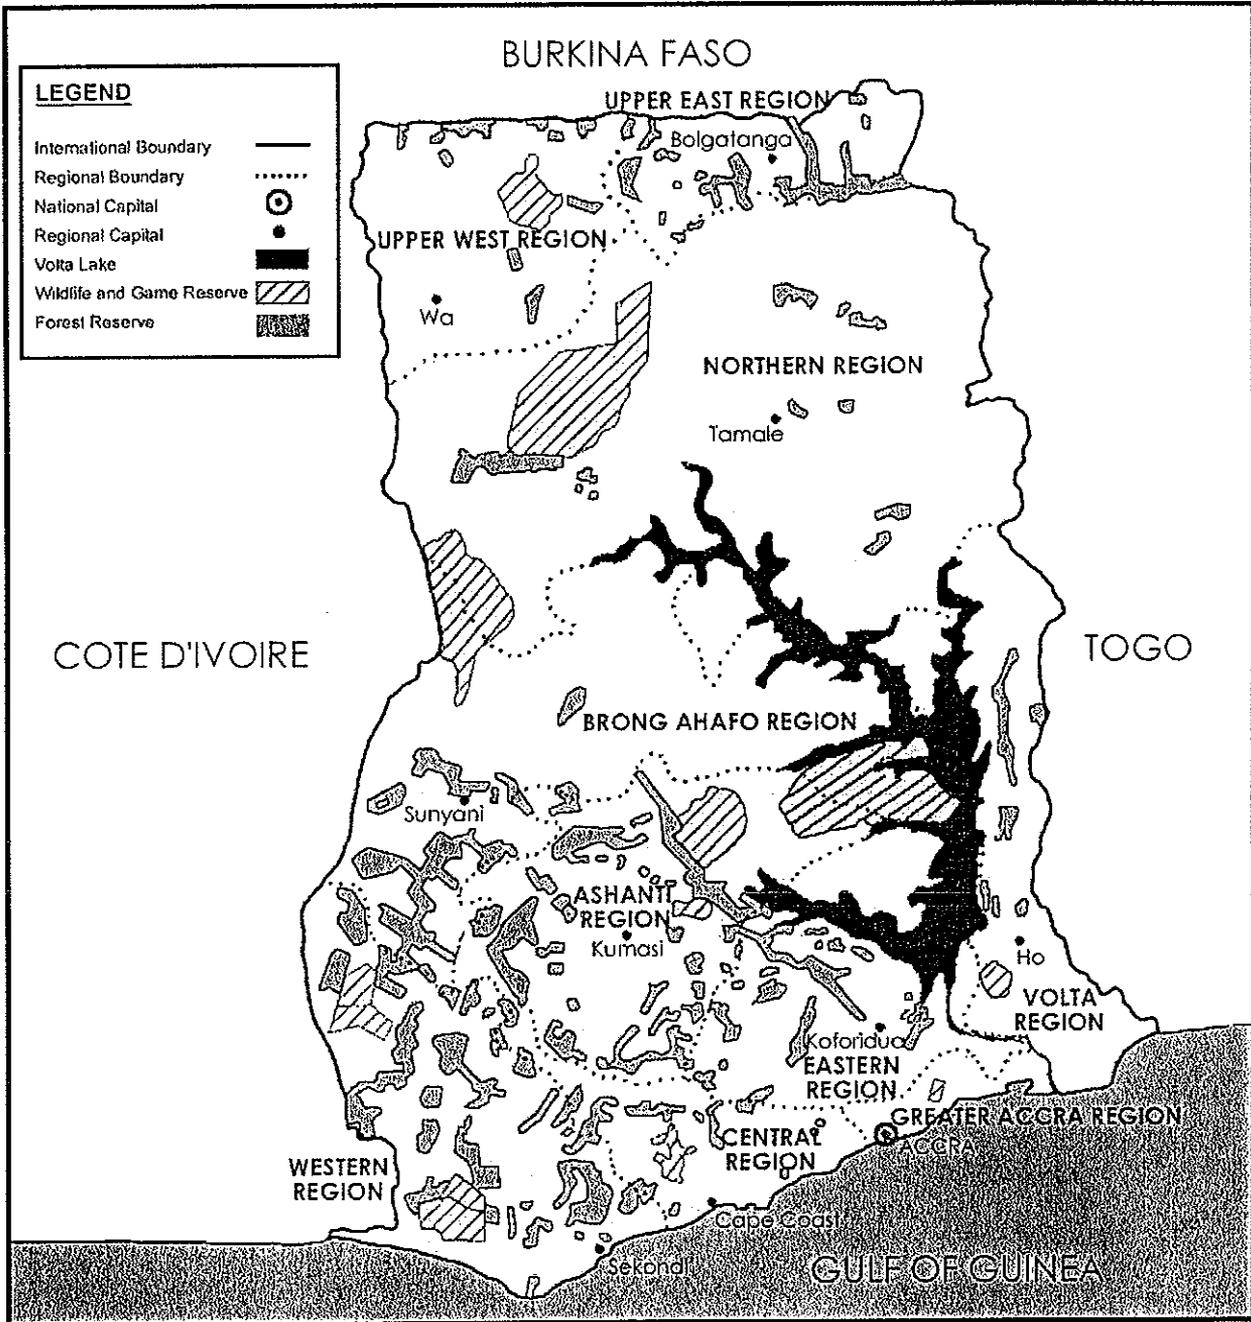 BURKINA FASO
LEGEND
International Boundary
Regional Boundary
National Capital
Regional Capital
Volta Lake
Wildlife and Game Reserve
Forest Reserve
UPPER EAST REGION
Bolgatanga
UPPER WEST REGION
Wa
NORTHERN REGION
Tamale
COTE D'IVOIRE
TOGO
BRONG AHAFO REGION
Sunyani
ASHANTI
REGION
Kumasi
Ho
VOLTA
REGION
Koforidua
EASTERN
REGION
GREATER ACCRA REGION
ACCRA
CENTRAL
REGION
WESTERN
REGION
Cape Coast
Sekondi
GULF OF GUINEA